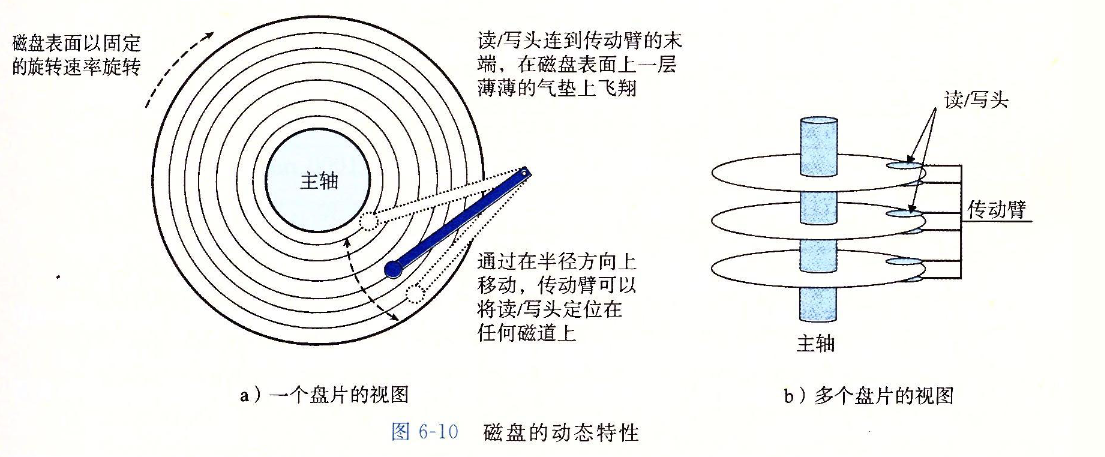 磁盘表面以固定
的旋转速率旋转
读/写头连到传动臂的末
端，在磁盘表面上一层
薄薄的气垫上飞翔
主轴
通过在半径方向上
移动，传动臂可以
将读/写头定位在
任何磁道上
a）一个盘片的视图
读/写头
传动臂
主轴
b）多个盘片的视图
图 6-10 磁盘的动态特性